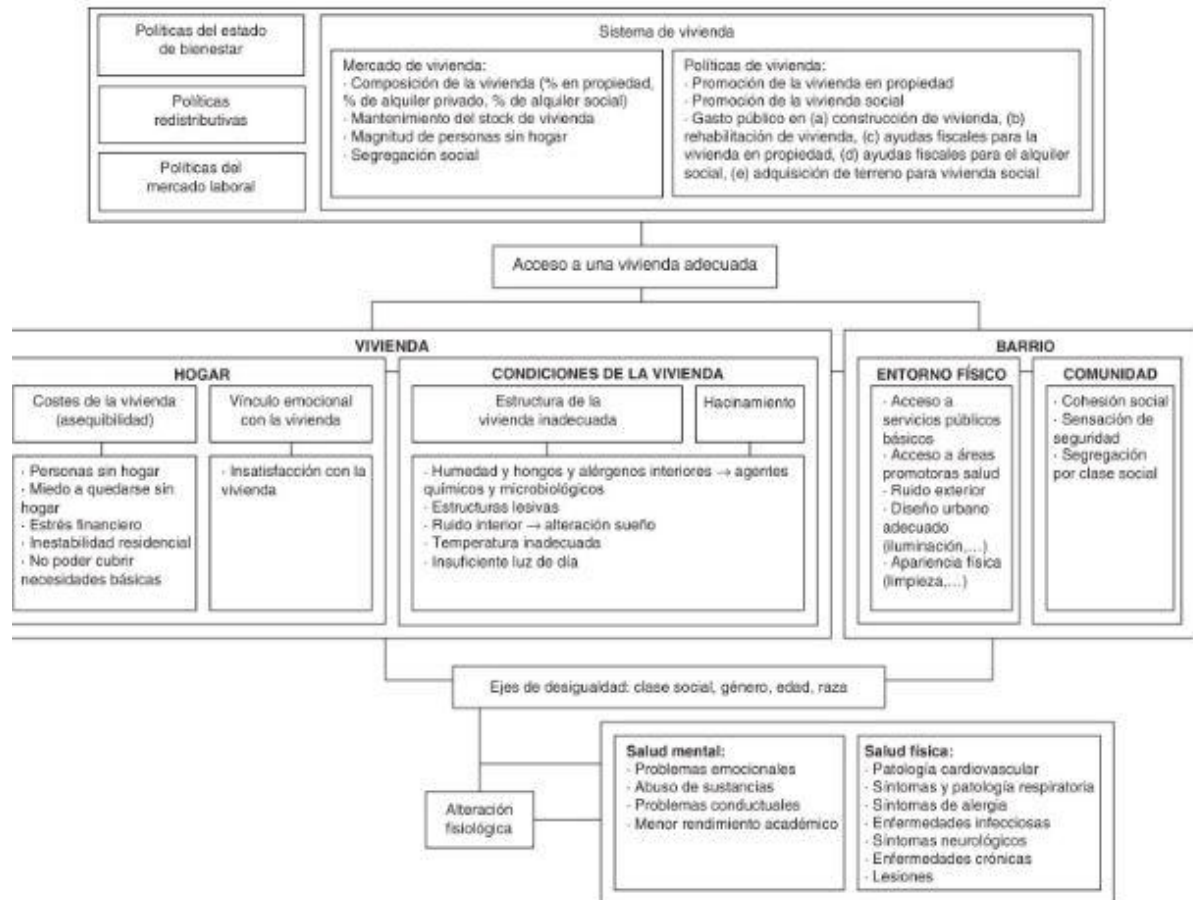 Políticas del estado
de bienestar
Políticas
redistributivas
Políticas del
mercado laboral
Sistema de vivienda
Mercado de vivienda:
· Composición de la vivienda (% en propiedad,
% de alquiler privado, % de alquiler social)
· Mantenimiento del stock de vivienda
· Magnitud de personas sin hogar
· Segregación social
Políticas de vivienda:
· Promoción de la vivienda en propiedad
· Promoción de la vivienda social
· Gasto público en (a) construcción de vivienda, (b)
rehabilitación de vivienda, (c) ayudas fiscales para la
vivienda en propiedad, (d) ayudas fiscales para el alquiler
social, (e) adquisición de terreno para vivienda social
Acceso a una vivienda adecuada
VIVIENDA
HOGAR
Costes de la vivienda
(asequibilidad)
· Personas sin hogar
· Miedo a quedarse sin
hogar
· Estrés financiero
· Inestabilidad residencial
· No poder cubrir
necesidades básicas
Vínculo emocional
con la vivienda
· Insatisfacción con la
vivienda
CONDICIONES DE LA VIVIENDA
Estructura de la
vivienda inadecuada
Hacinamiento
· Humedad y hongos y alérgenos interiores → agentes
químicos y microbiológicos
· Estructuras lesivas
· Ruido interior → alteración sueño
· Temperatura inadecuada
· Insuficiente luz de día
BARRIO
ENTORNO FÍSICO
· Acceso a
servicios públicos
básicos
· Acceso a áreas
promotoras salud
· Ruido exterior
· Diseño urbano
adecuado
(iluminación,...)
· Apariencia física
(limpieza,...)
COMUNIDAD
· Cohesión social
· Sensación de
seguridad
· Segregación
por clase social
Ejes de desigualdad: clase social, género, edad, raza
Alteración
fisiológica
Salud mental:
· Problemas emocionales
· Abuso de sustancias
· Problemas conductuales
· Menor rendimiento académico
Salud física:
· Patología cardiovascular
· Síntomas y patología respiratoria
· Síntomas de alergia
· Enfermedades infecciosas
· Síntomas neurológicos
· Enfermedades crónicas
· Lesiones